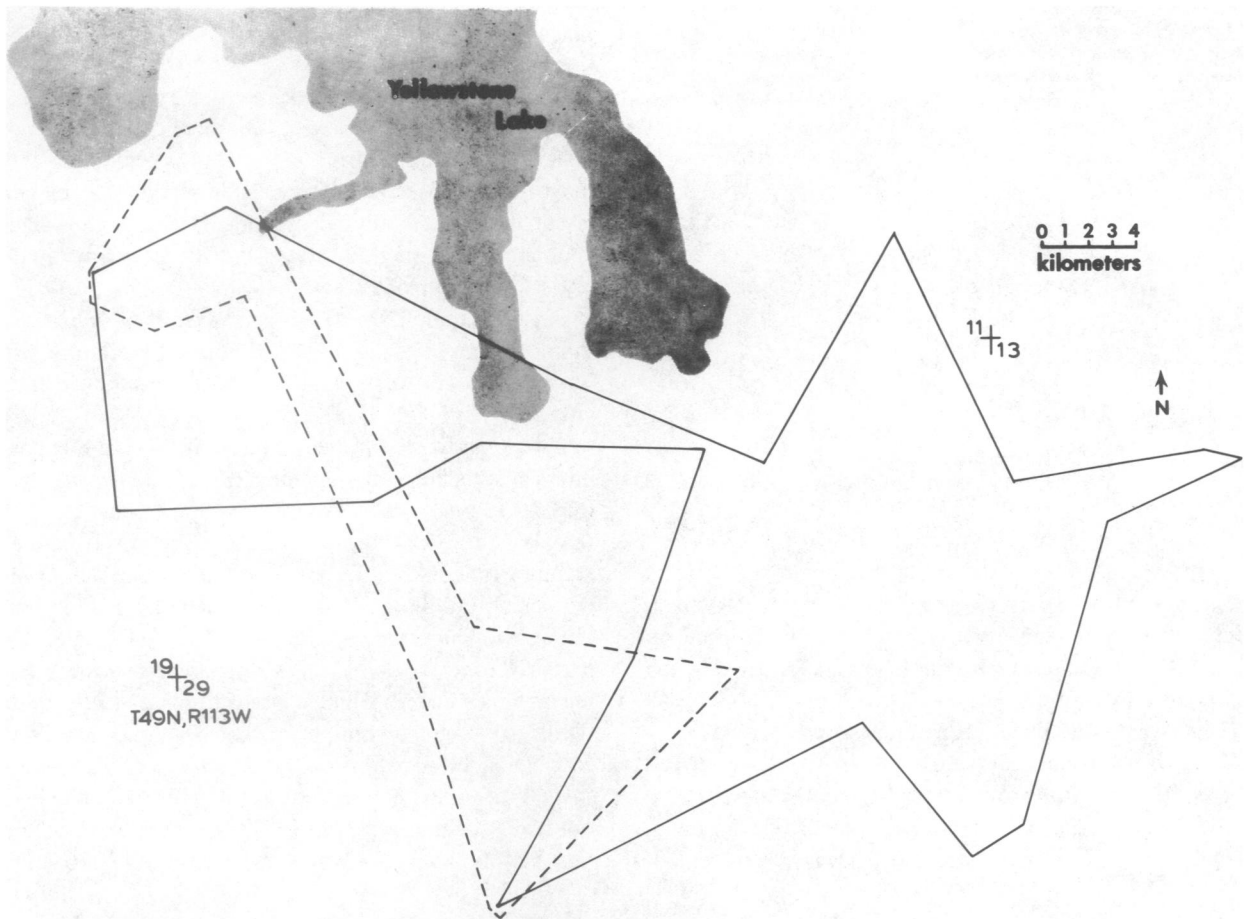 Yellowstone
Lake
0 1 2 3 4
kilometers
11
13
N
19
29
T49N, R113W